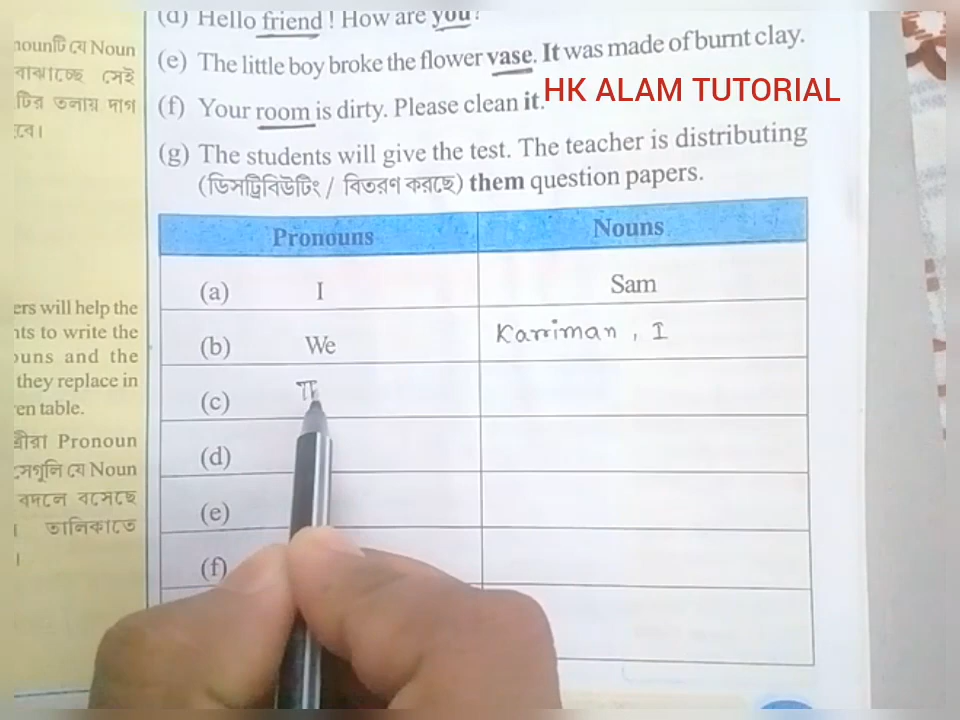 (d) Hello friend ! How are you?
(e) The little boy broke the flower vase. It was made of burnt clay.
HK ALAM TUTORIAL
(f) Your room is dirty. Please clean it.
(g) The students will give the test. The teacher is distributing
(ডিসট্রিবিউটিং / বিতরণ করছে) them question papers.
Pronouns Nouns
(a) I Sam
(b) We Karriman , I
(c)
(d)
(e)
(f)
যে Noun
বোঝাচ্ছে সেই
তলায় দাগ
ers will help the
nts to write the
ouns and the
they replace in
en table.
Pronoun
সেগুলি যে Noun
বদলে বসেছে
। তালিকাতে
।